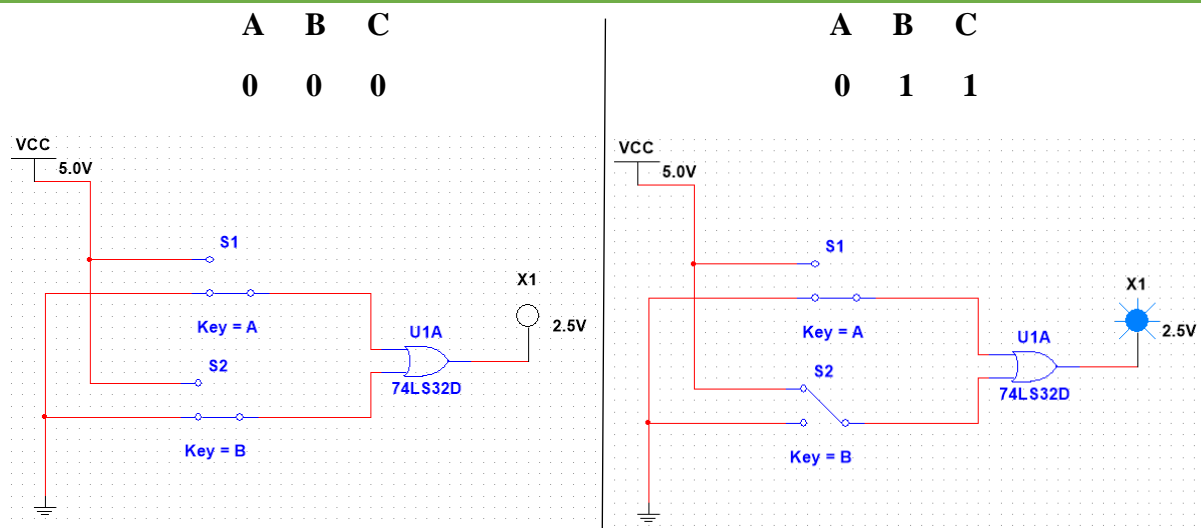 A B C
0 0 0
VCC
5.0V
S1
X1
2.5V
Key = A
U1A
S2
74LS32D
Key = B
A B C
0 1 1
VCC
5.0V
S1
X1
2.5V
Key = A
U1A
S2
74LS32D
Key = B